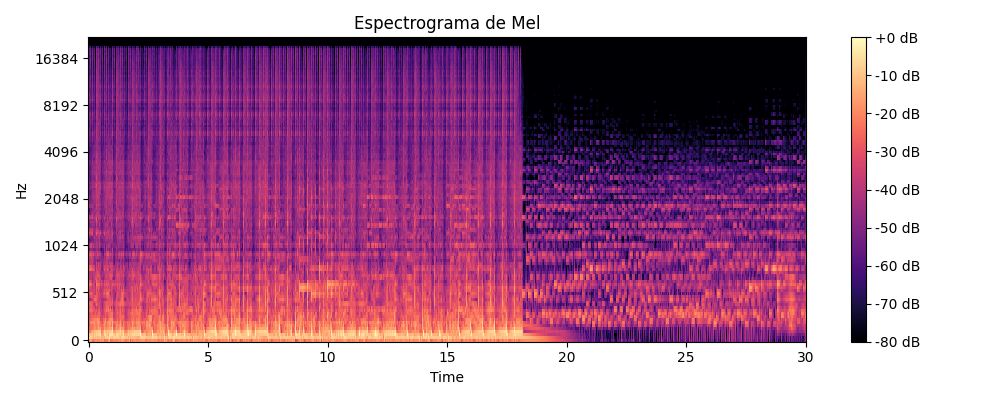 Espectrograma de Mel
Hz
16384
8192
4096
2048
1024
512
0
0 5 10 15 20 25 30
Time
+0 dB
-10 dB
-20 dB
-30 dB
-40 dB
-50 dB
-60 dB
-70 dB
-80 dB